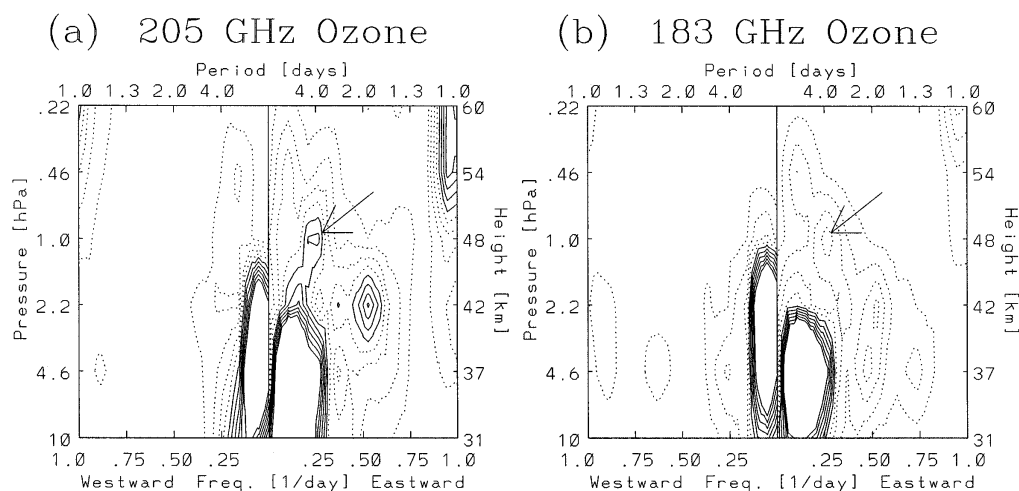 (a) 205 GHz Ozone
Period [days]
1.0 1.3 2.0 4.0 4.0 2.0 1.3 1.0
.22 60
.46 54
1.0 48
2.2 42
4.6 37
10 31
Pressure [hPa]
Height [km]
1.0 .75 .50 .25 .25 .50 .75 1.0
Westward Freq. [1/day] Eastward
(b) 183 GHz Ozone
Period [days]
1.0 1.3 2.0 4.0 4.0 2.0 1.3 1.0
.22 60
.46 54
1.0 48
2.2 42
4.6 37
10 31
Pressure [hPa]
Height [km]
1.0 .75 .50 .25 .25 .50 .75 1.0
Westward Freq. [1/day] Eastward